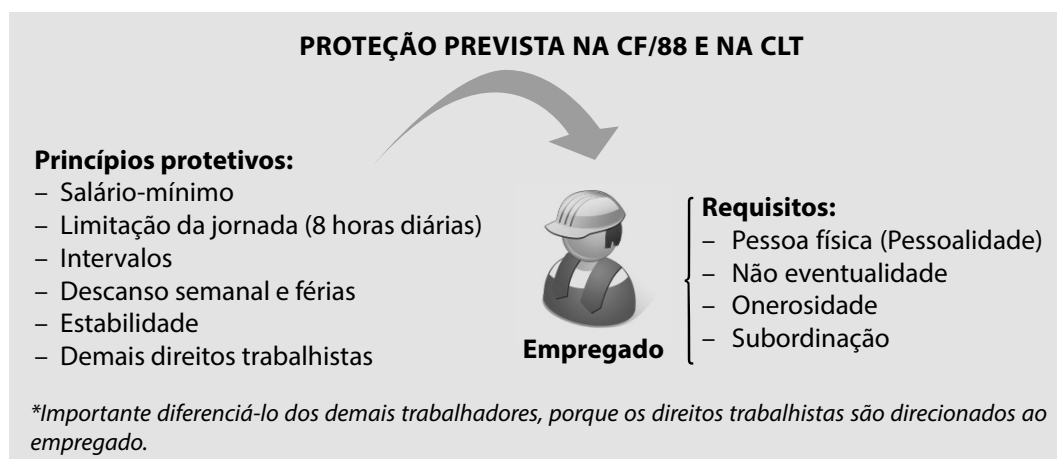 PROTEÇÃO PREVISTA NA CF/88 E NA CLT
Princípios protetivos:
– Salário-mínimo
– Limitação da jornada (8 horas diárias)
– Intervalos
– Descanso semanal e férias
– Estabilidade
– Demais direitos trabalhistas
Empregado
Requisitos:
– Pessoa física (Pessoalidade)
– Não eventualidade
– Onerosidade
– Subordinação
*Importante diferenciá-lo dos demais trabalhadores, porque os direitos trabalhistas são direcionados ao
empregado.